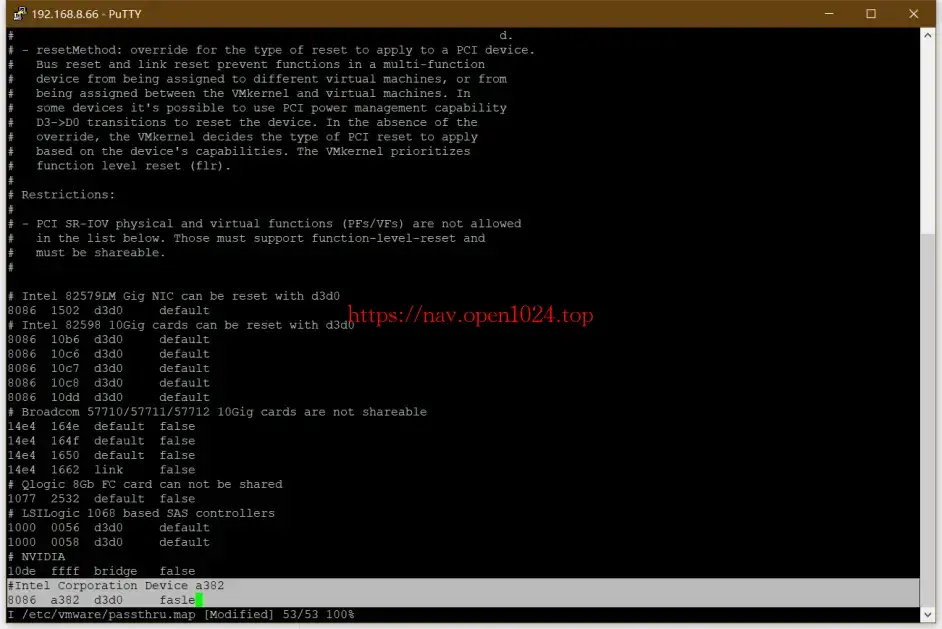 192.168.8.66 - PuTTY
# d.
# - resetMethod: override for the type of reset to apply to a PCI device.
# Bus reset and link reset prevent functions in a multi-function
# device from being assigned to different virtual machines, or from
# being assigned between the VMkernel and virtual machines. In
# some devices it's possible to use PCI power management capability
# D3->D0 transitions to reset the device. In the absence of the
# override, the VMkernel decides the type of PCI reset to apply
# based on the device's capabilities. The VMkernel prioritizes
# function level reset (flr).
#
# Restrictions:
#
# - PCI SR-IOV physical and virtual functions (PFs/VFs) are not allowed
# in the list below. Those must support function-level-reset and
# must be shareable.
#
# Intel 82579LM Gig NIC can be reset with d3d0
8086 1502 d3d0 default
https://nav.open1024.top
# Intel 82598 10Gig cards can be reset with d3d0
8086 10b6 d3d0 default
8086 10c6 d3d0 default
8086 10c7 d3d0 default
8086 10c8 d3d0 default
8086 10dd d3d0 default
# Broadcom 57710/57711/57712 10Gig cards are not shareable
14e4 164e default false
14e4 164f default false
14e4 1650 default false
14e4 1662 link false
# Qlogic 8Gb FC card can not be shared
1077 2532 default false
# LSILogic 1068 based SAS controllers
1000 0056 d3d0 default
1000 0058 d3d0 default
# NVIDIA
10de ffff bridge false
#Intel Corporation Device a382
8086 a382 d3d0 fasle
I /etc/vmware/passthru.map [Modified] 53/53 100%